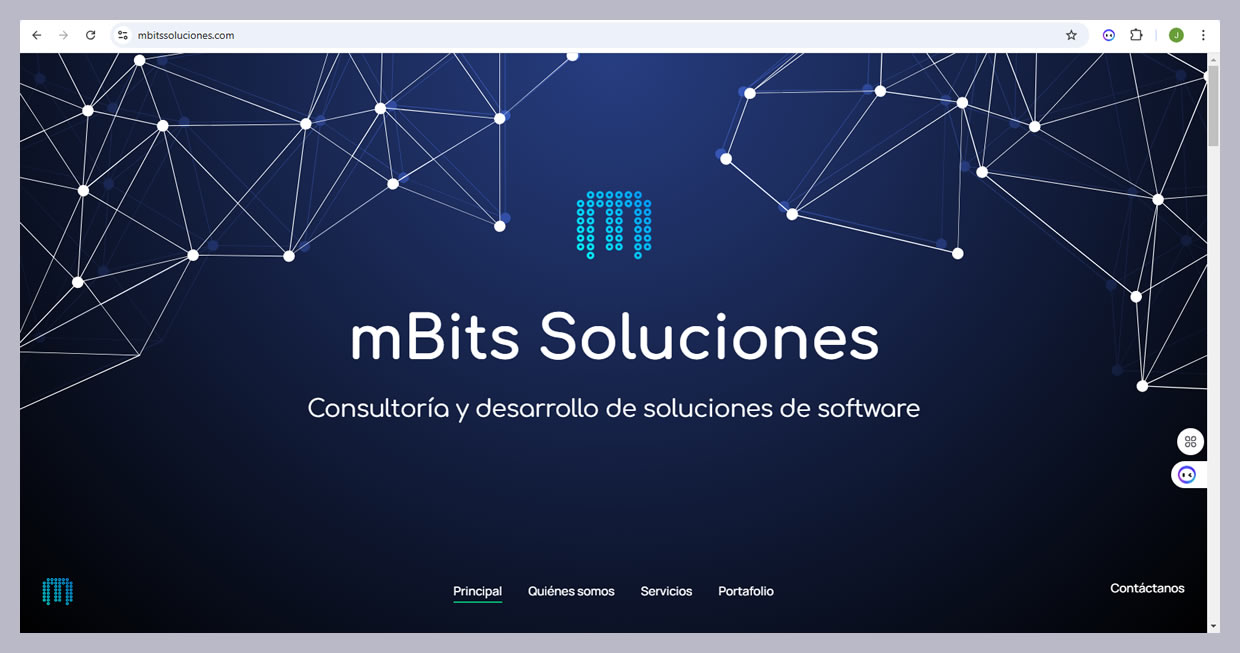 mbitssoluciones.com
J
mBits Soluciones
Consultoría y desarrollo de soluciones de software
Principal Quiénes somos Servicios Portafolio Contáctanos